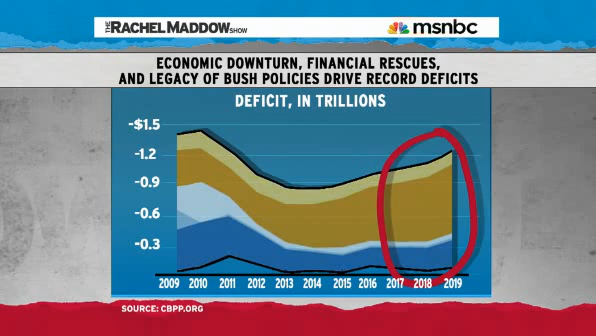 THE RACHEL MADDOW SHOW
msnbc
ECONOMIC DOWNTURN, FINANCIAL RESCUES,
AND LEGACY OF BUSH POLICIES DRIVE RECORD DEFICITS
DEFICIT, IN TRILLIONS
-$1.5
-1.2
-0.9
-0.6
-0.3
2009 2010 2011 2012 2013 2014 2015 2016 2017 2018 2019
SOURCE: CBPP.ORG